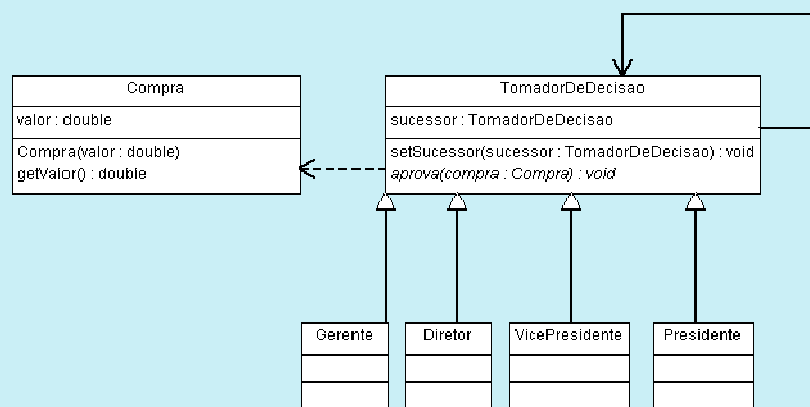 Compra
valor : double
Compra(valor : double)
getValor() : double
TomadorDeDecisao
sucessor : TomadorDeDecisao
setSucessor(sucessor : TomadorDeDecisao) : void
aprova(compra : Compra) : void
Gerente
Diretor
VicePresidente
Presidente